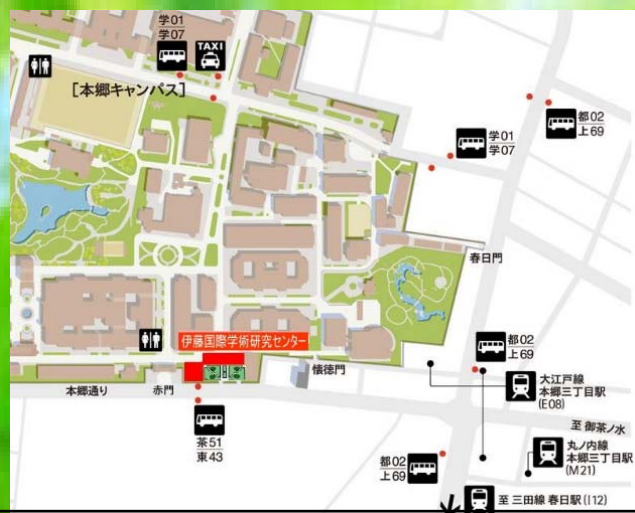 学01
学07
TAXI
[本郷キャンパス]
都02
上69
学01
学07
春日門
伊藤国際学術研究センター
都02
上69
懐徳門
本郷通り
赤門
大江戸線
本郷三丁目駅
(E08)
至 御茶ノ水
茶51
東43
都02
上69
丸ノ内線
本郷三丁目駅
(M21)
至 三田線 春日駅(I12)